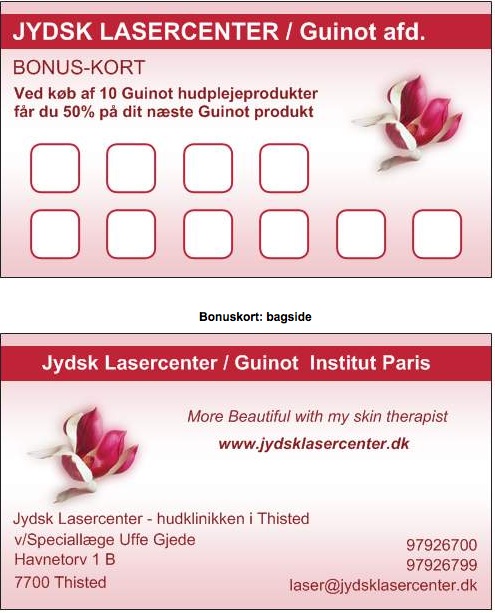 JYDSK LASERCENTER / Guinot afd.
BONUS-KORT
Ved køb af 10 Guinot hudplejeprodukter
får du 50% på dit næste Guinot produkt
Bonuskort: bagside
Jydsk Lasercenter / Guinot Institut Paris
More Beautiful with my skin therapist
www.jydsklasercenter.dk
Jydsk Lasercenter - hudklinikken i Thisted
v/Speciallæge Uffe Gjede
Havnetorv 1 B
7700 Thisted
97926700
97926799
laser@jydsklasercenter.dk